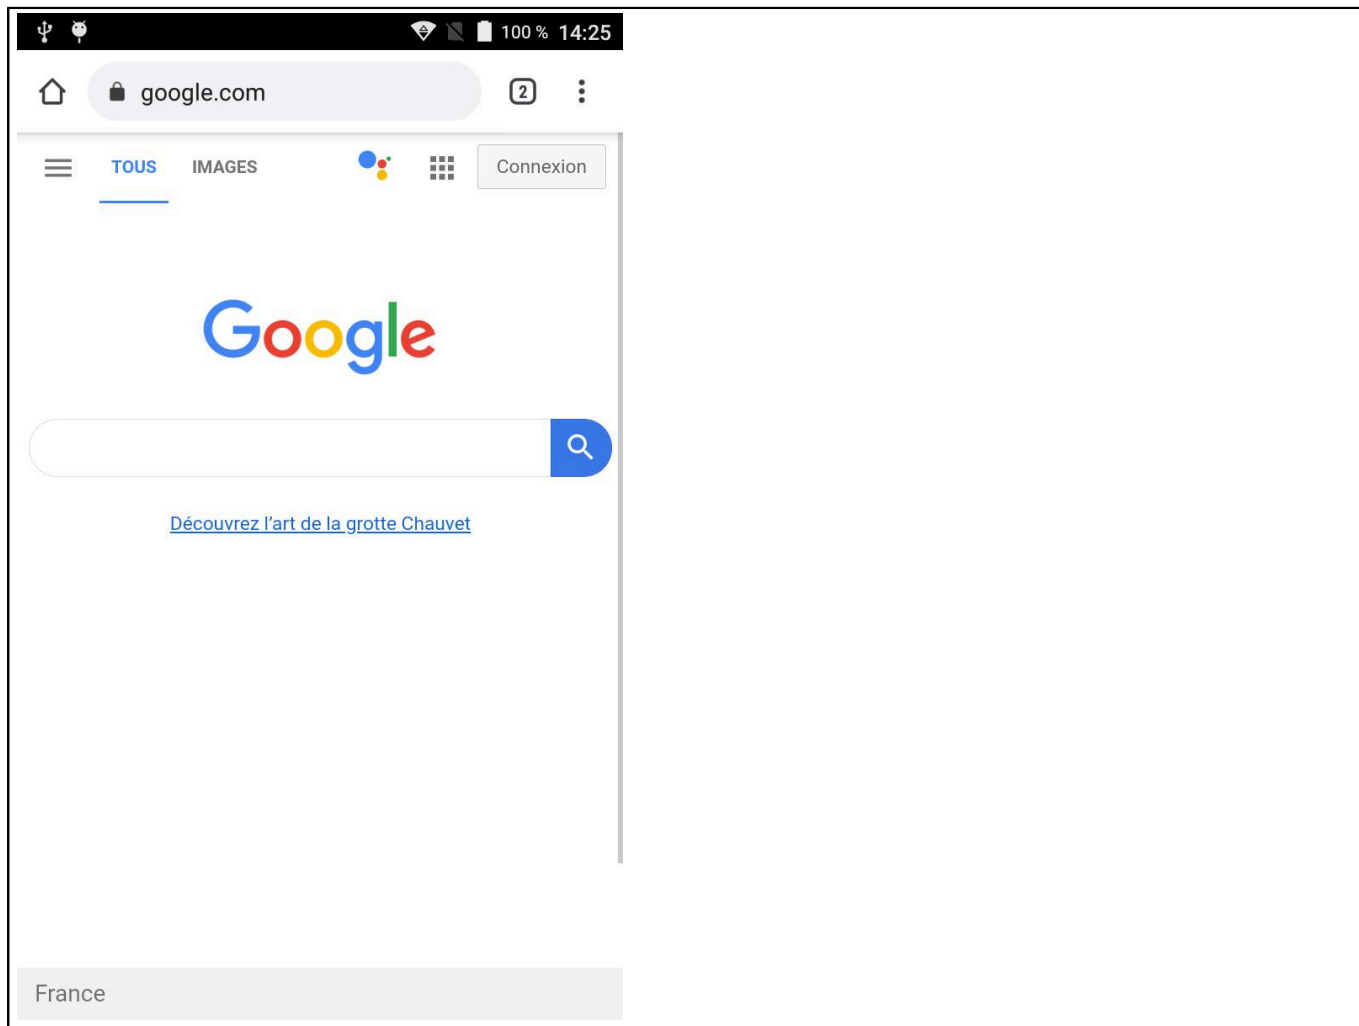 100 % 14:25
google.com 2
TOUS IMAGES Connexion
Google
Découvrez l’art de la grotte Chauvet
France